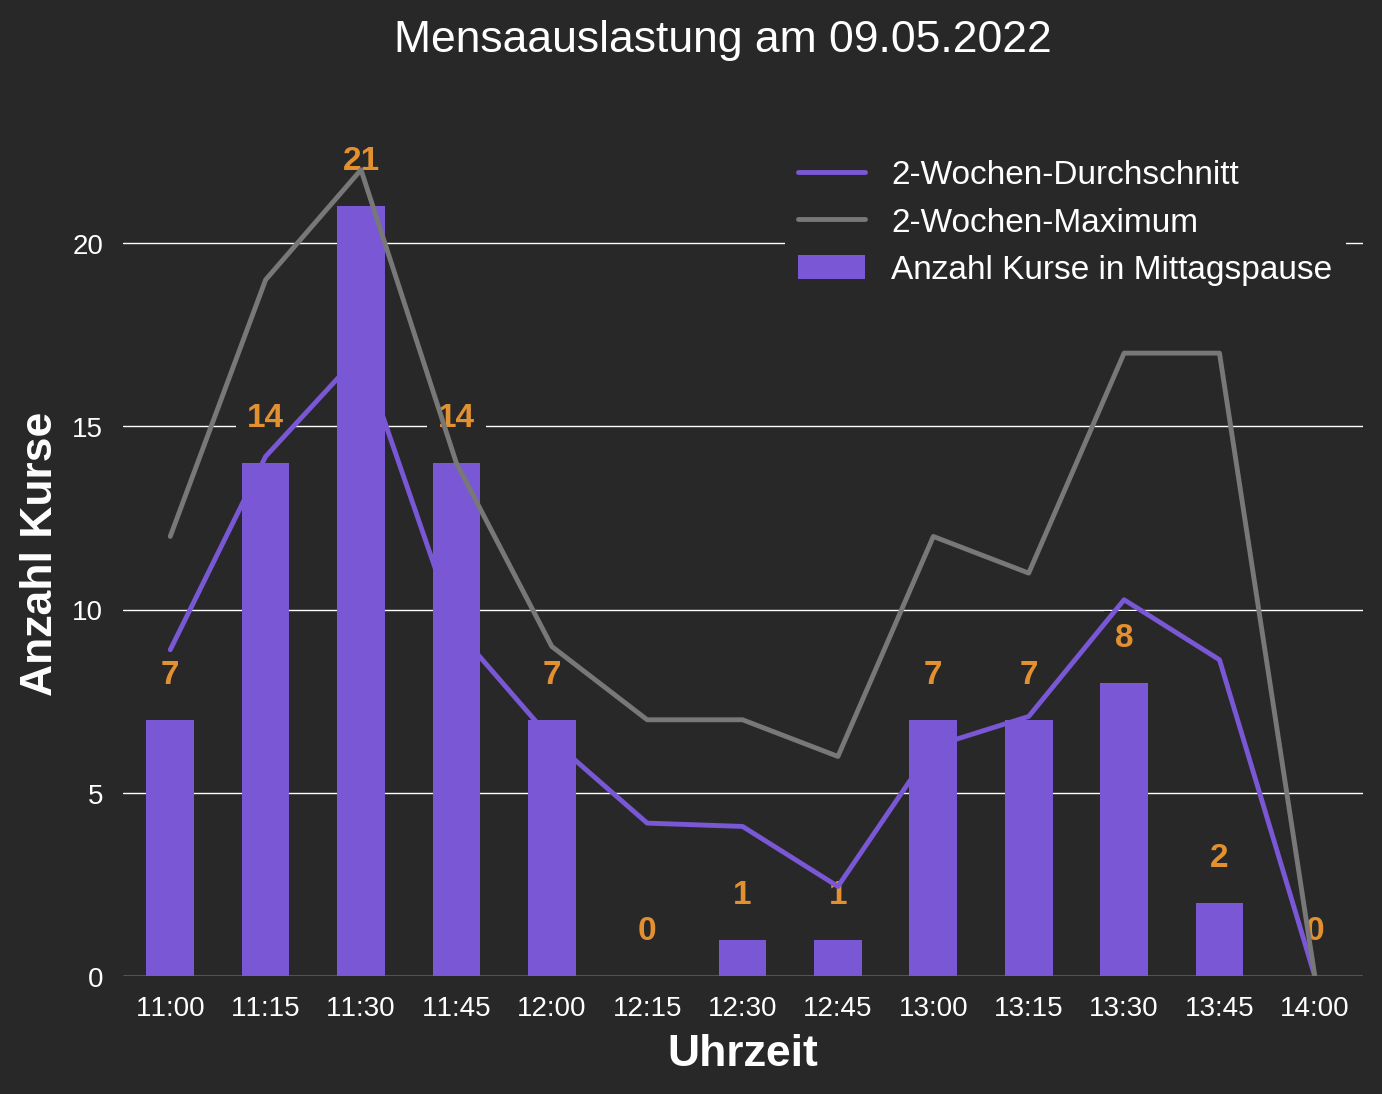 Mensaauslastung am 09.05.2022
2-Wochen-Durchschnitt
2-Wochen-Maximum
Anzahl Kurse in Mittagspause
Anzahl Kurse
20
15
10
5
0
7
14
21
14
7
0
1
1
7
7
8
2
0
11:00 11:15 11:30 11:45 12:00 12:15 12:30 12:45 13:00 13:15 13:30 13:45 14:00
Uhrzeit